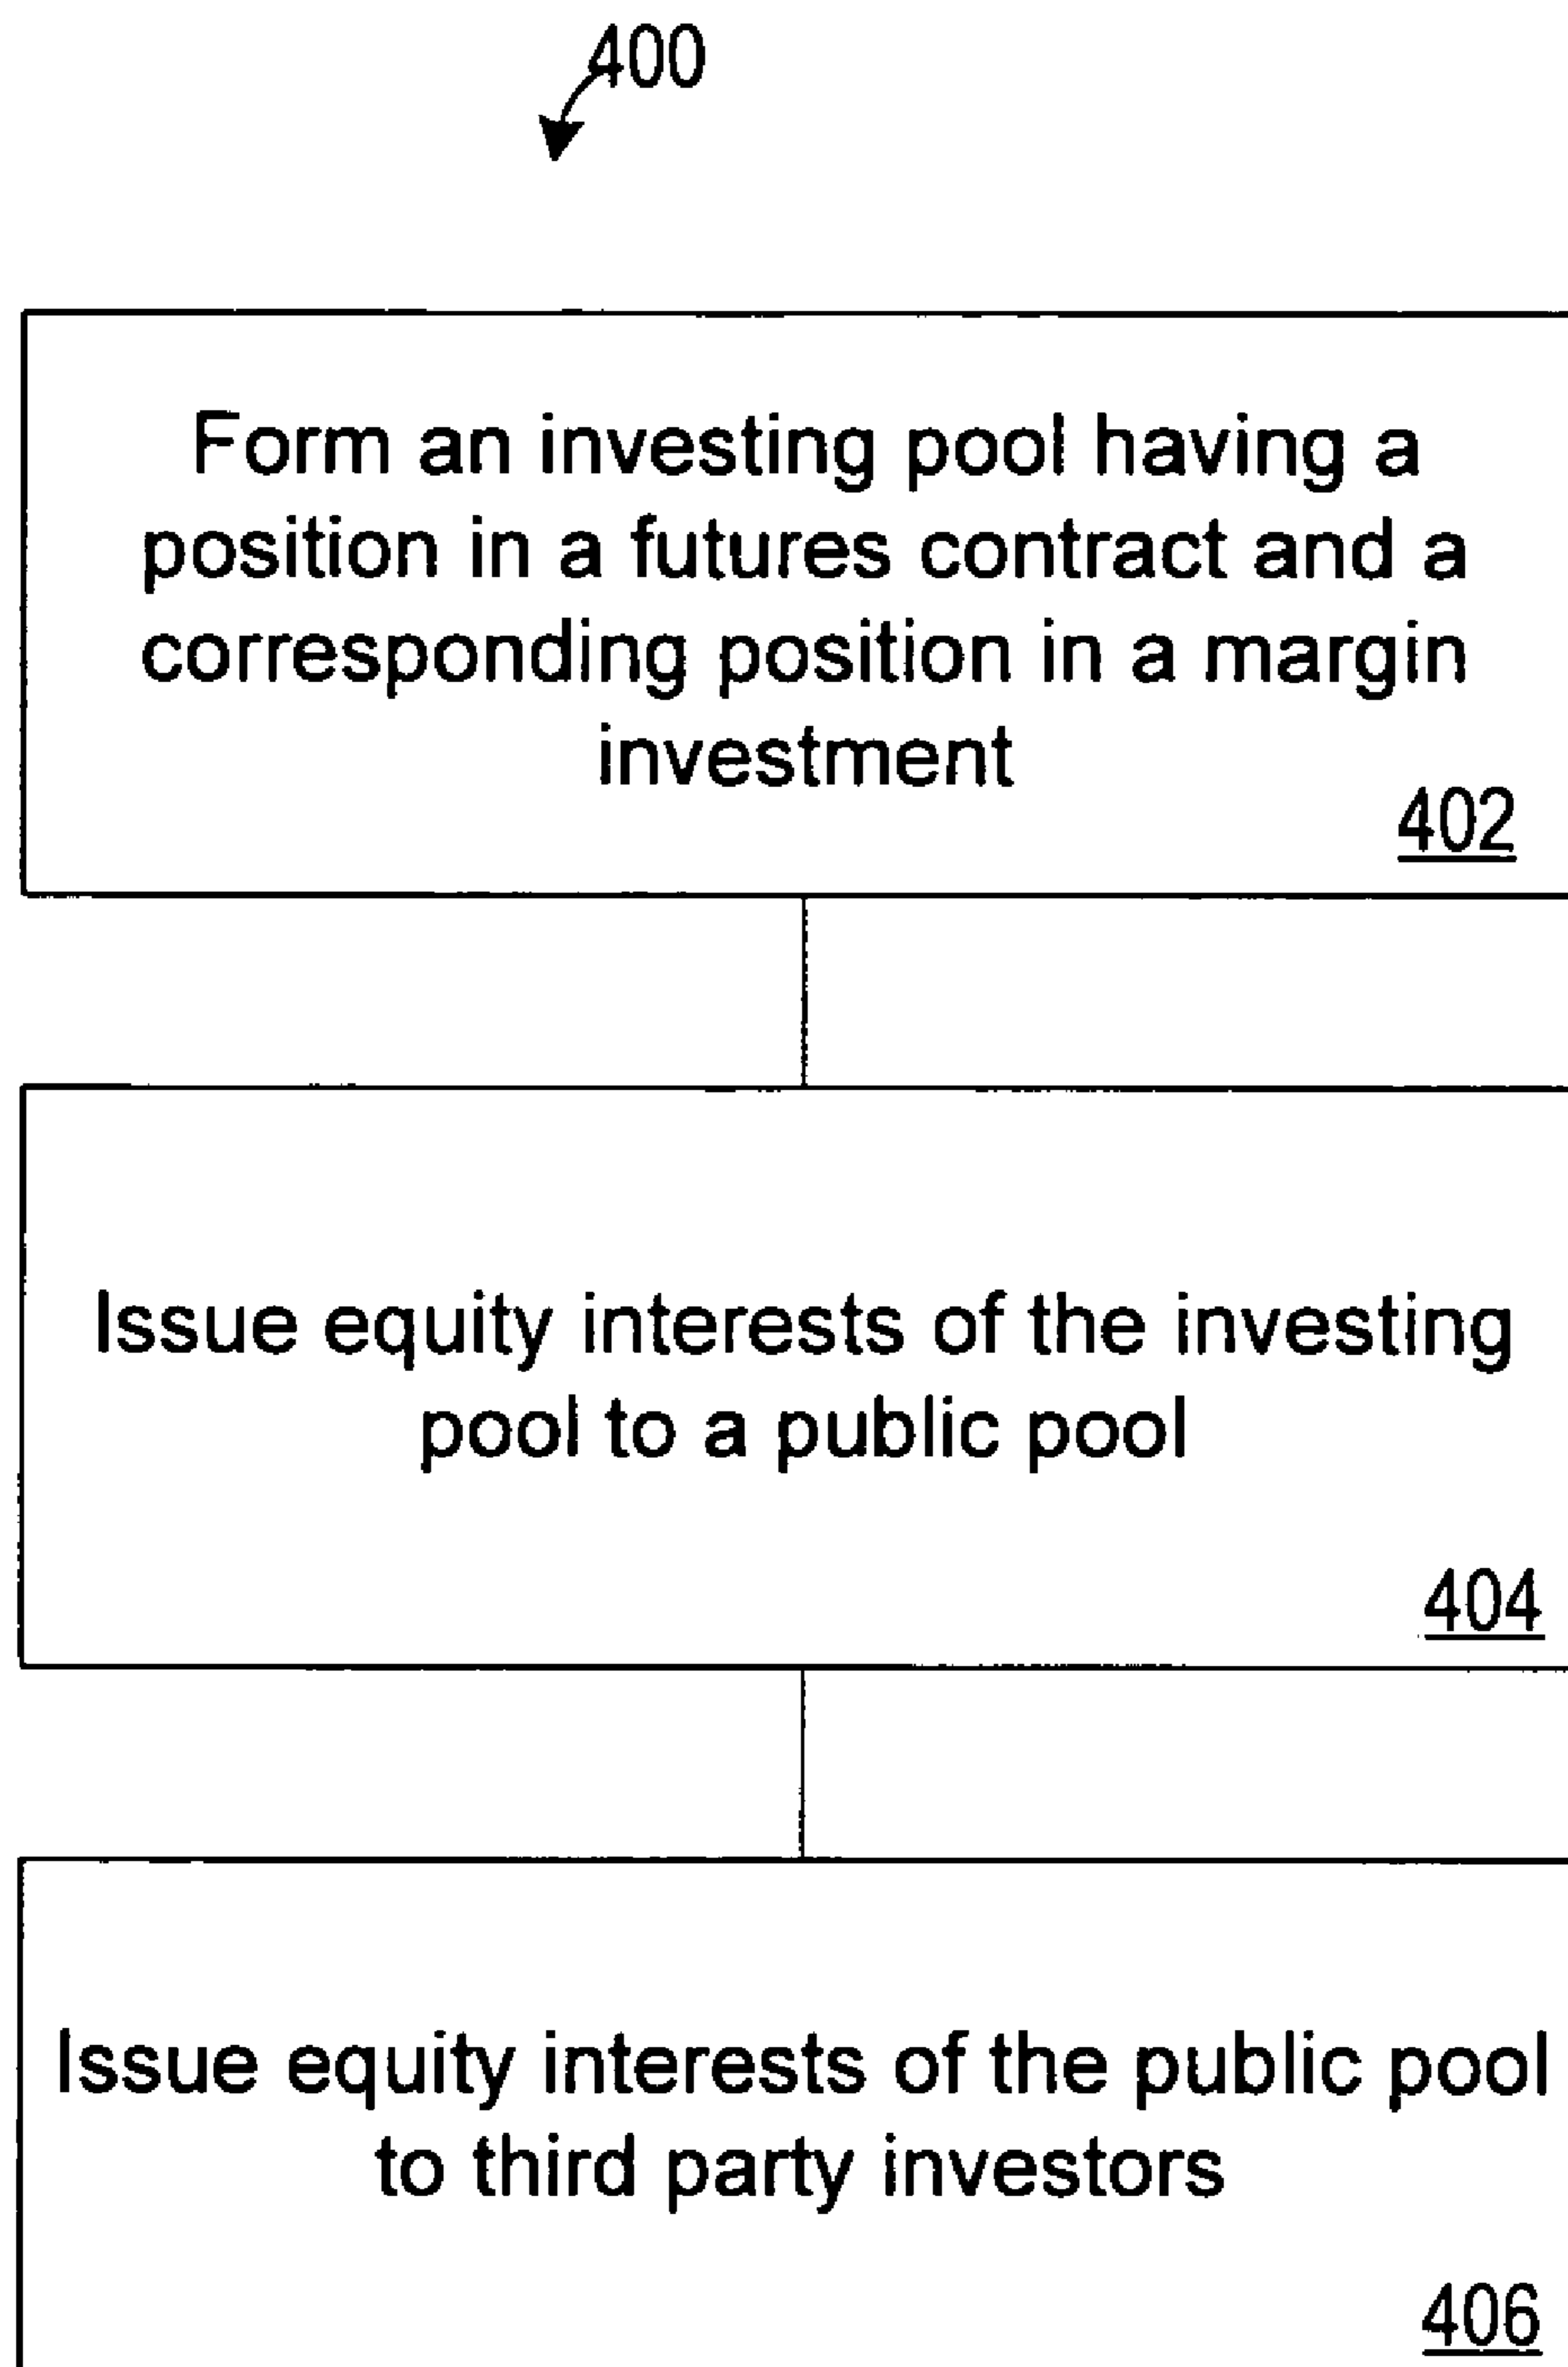 400
Form an investing pool having a
position in a futures contract and a
corresponding position in a margin
investment
402
Issue equity interests of the investing
pool to a public pool
404
Issue equity interests of the public pool
to third party investors
406